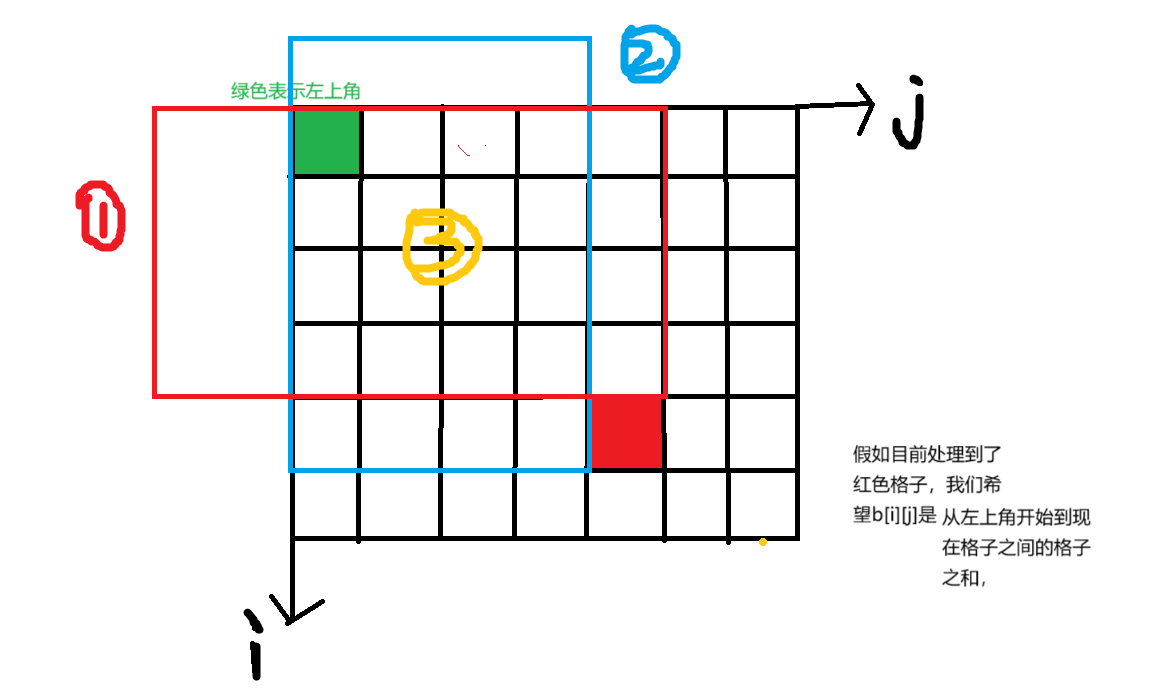 ②
绿色表示左上角
j
①
③
假如目前处理到了
红色格子，我们希
望b[i][j]是 从左上角开始到现
在格子之间的格子
之和，
i